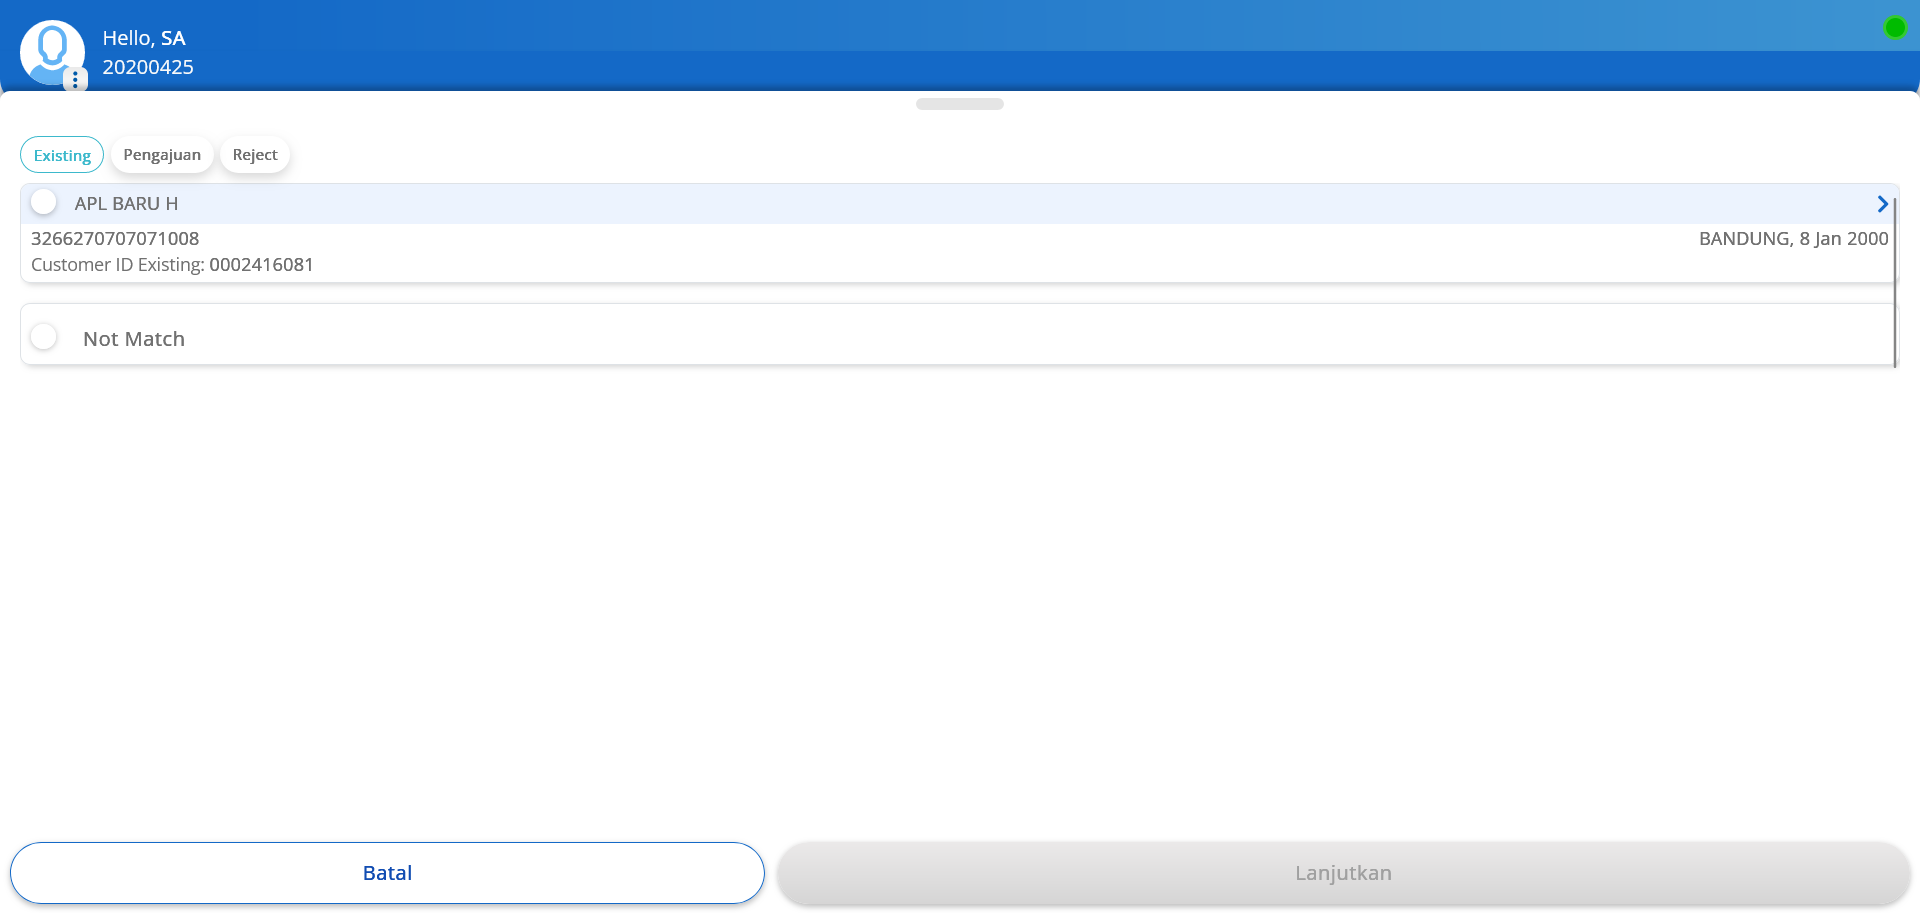 Hello, SA
20200425
Existing
Pengajuan
Reject
APL BARU H
3266270707071008
BANDUNG, 8 Jan 2000
Customer ID Existing: 0002416081
Not Match
Batal
Lanjutkan